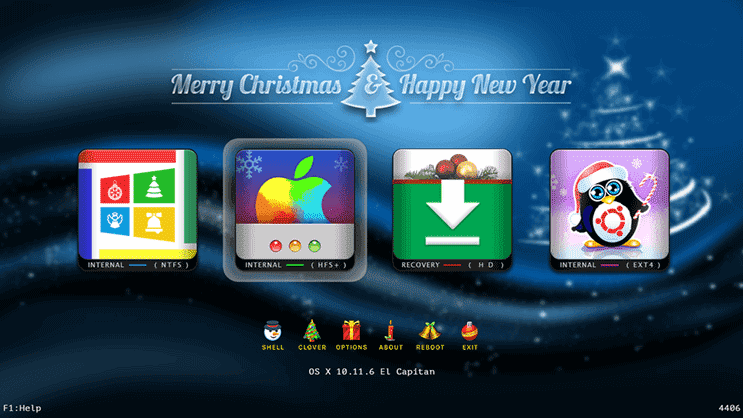 Merry Christmas & Happy New Year
INTERNAL ( NTFS )
INTERNAL ( HFS+ )
RECOVERY ( H D )
INTERNAL ( EXT4 )
SHELL CLOVER OPTIONS ABOUT REBOOT EXIT
OS X 10.11.6 El Capitan
F1:Help 4406